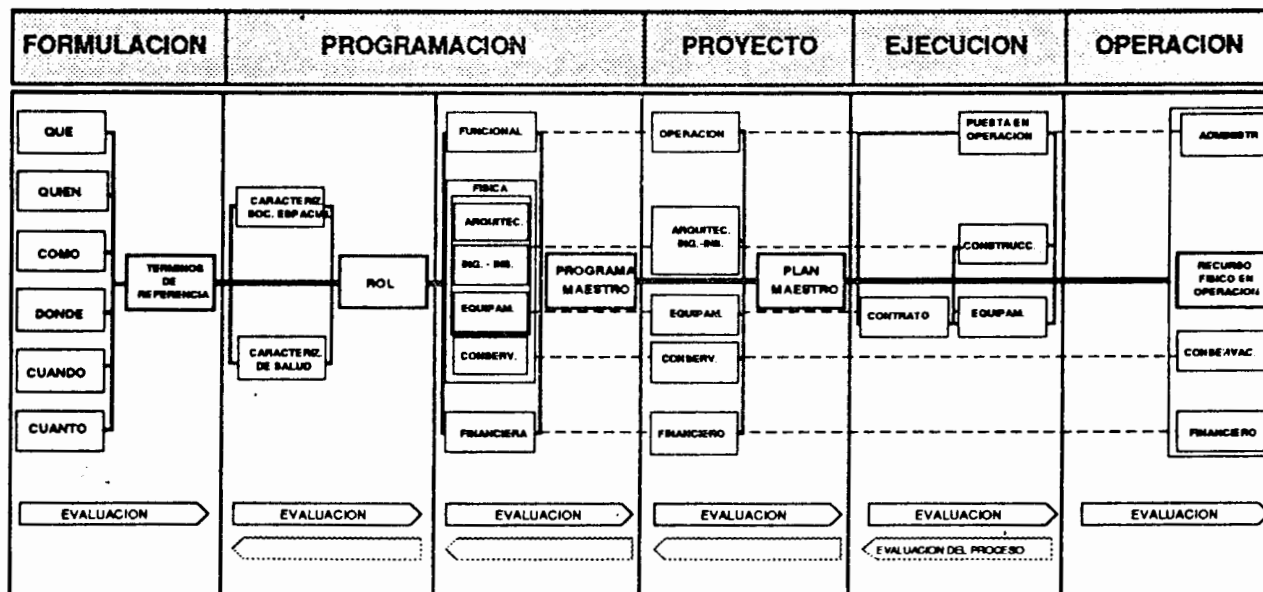 FORMULACION
PROGRAMACION
PROYECTO
EJECUCION
OPERACION
QUE
QUIEN
COMO
DONDE
CUANDO
CUANTO
TERMINOS
DE
REFERENCIA
CARACTERIZ.
SOC. ESPACIAL
CARACTERIZ.
DE SALUD
ROL
FUNCIONAL
FISICA
ARQUITEC.
ING. - INS.
EQUIPAM.
CONSERV.
FINANCIERA
PROGRAMA
MAESTRO
OPERACION
ARQUITEC.
ING.-INS.
EQUIPAM.
CONSERV.
FINANCIERO
PLAN
MAESTRO
PUESTA EN
OPERACION
CONSTRUCC.
CONTRATO
EQUIPAM.
ADMINISTR
RECURSO
FISICO EN
OPERACION
CONSERVAC.
FINANCIERO
EVALUACION
EVALUACION
EVALUACION
EVALUACION
EVALUACION
EVALUACION
EVALUACION DEL PROCESO